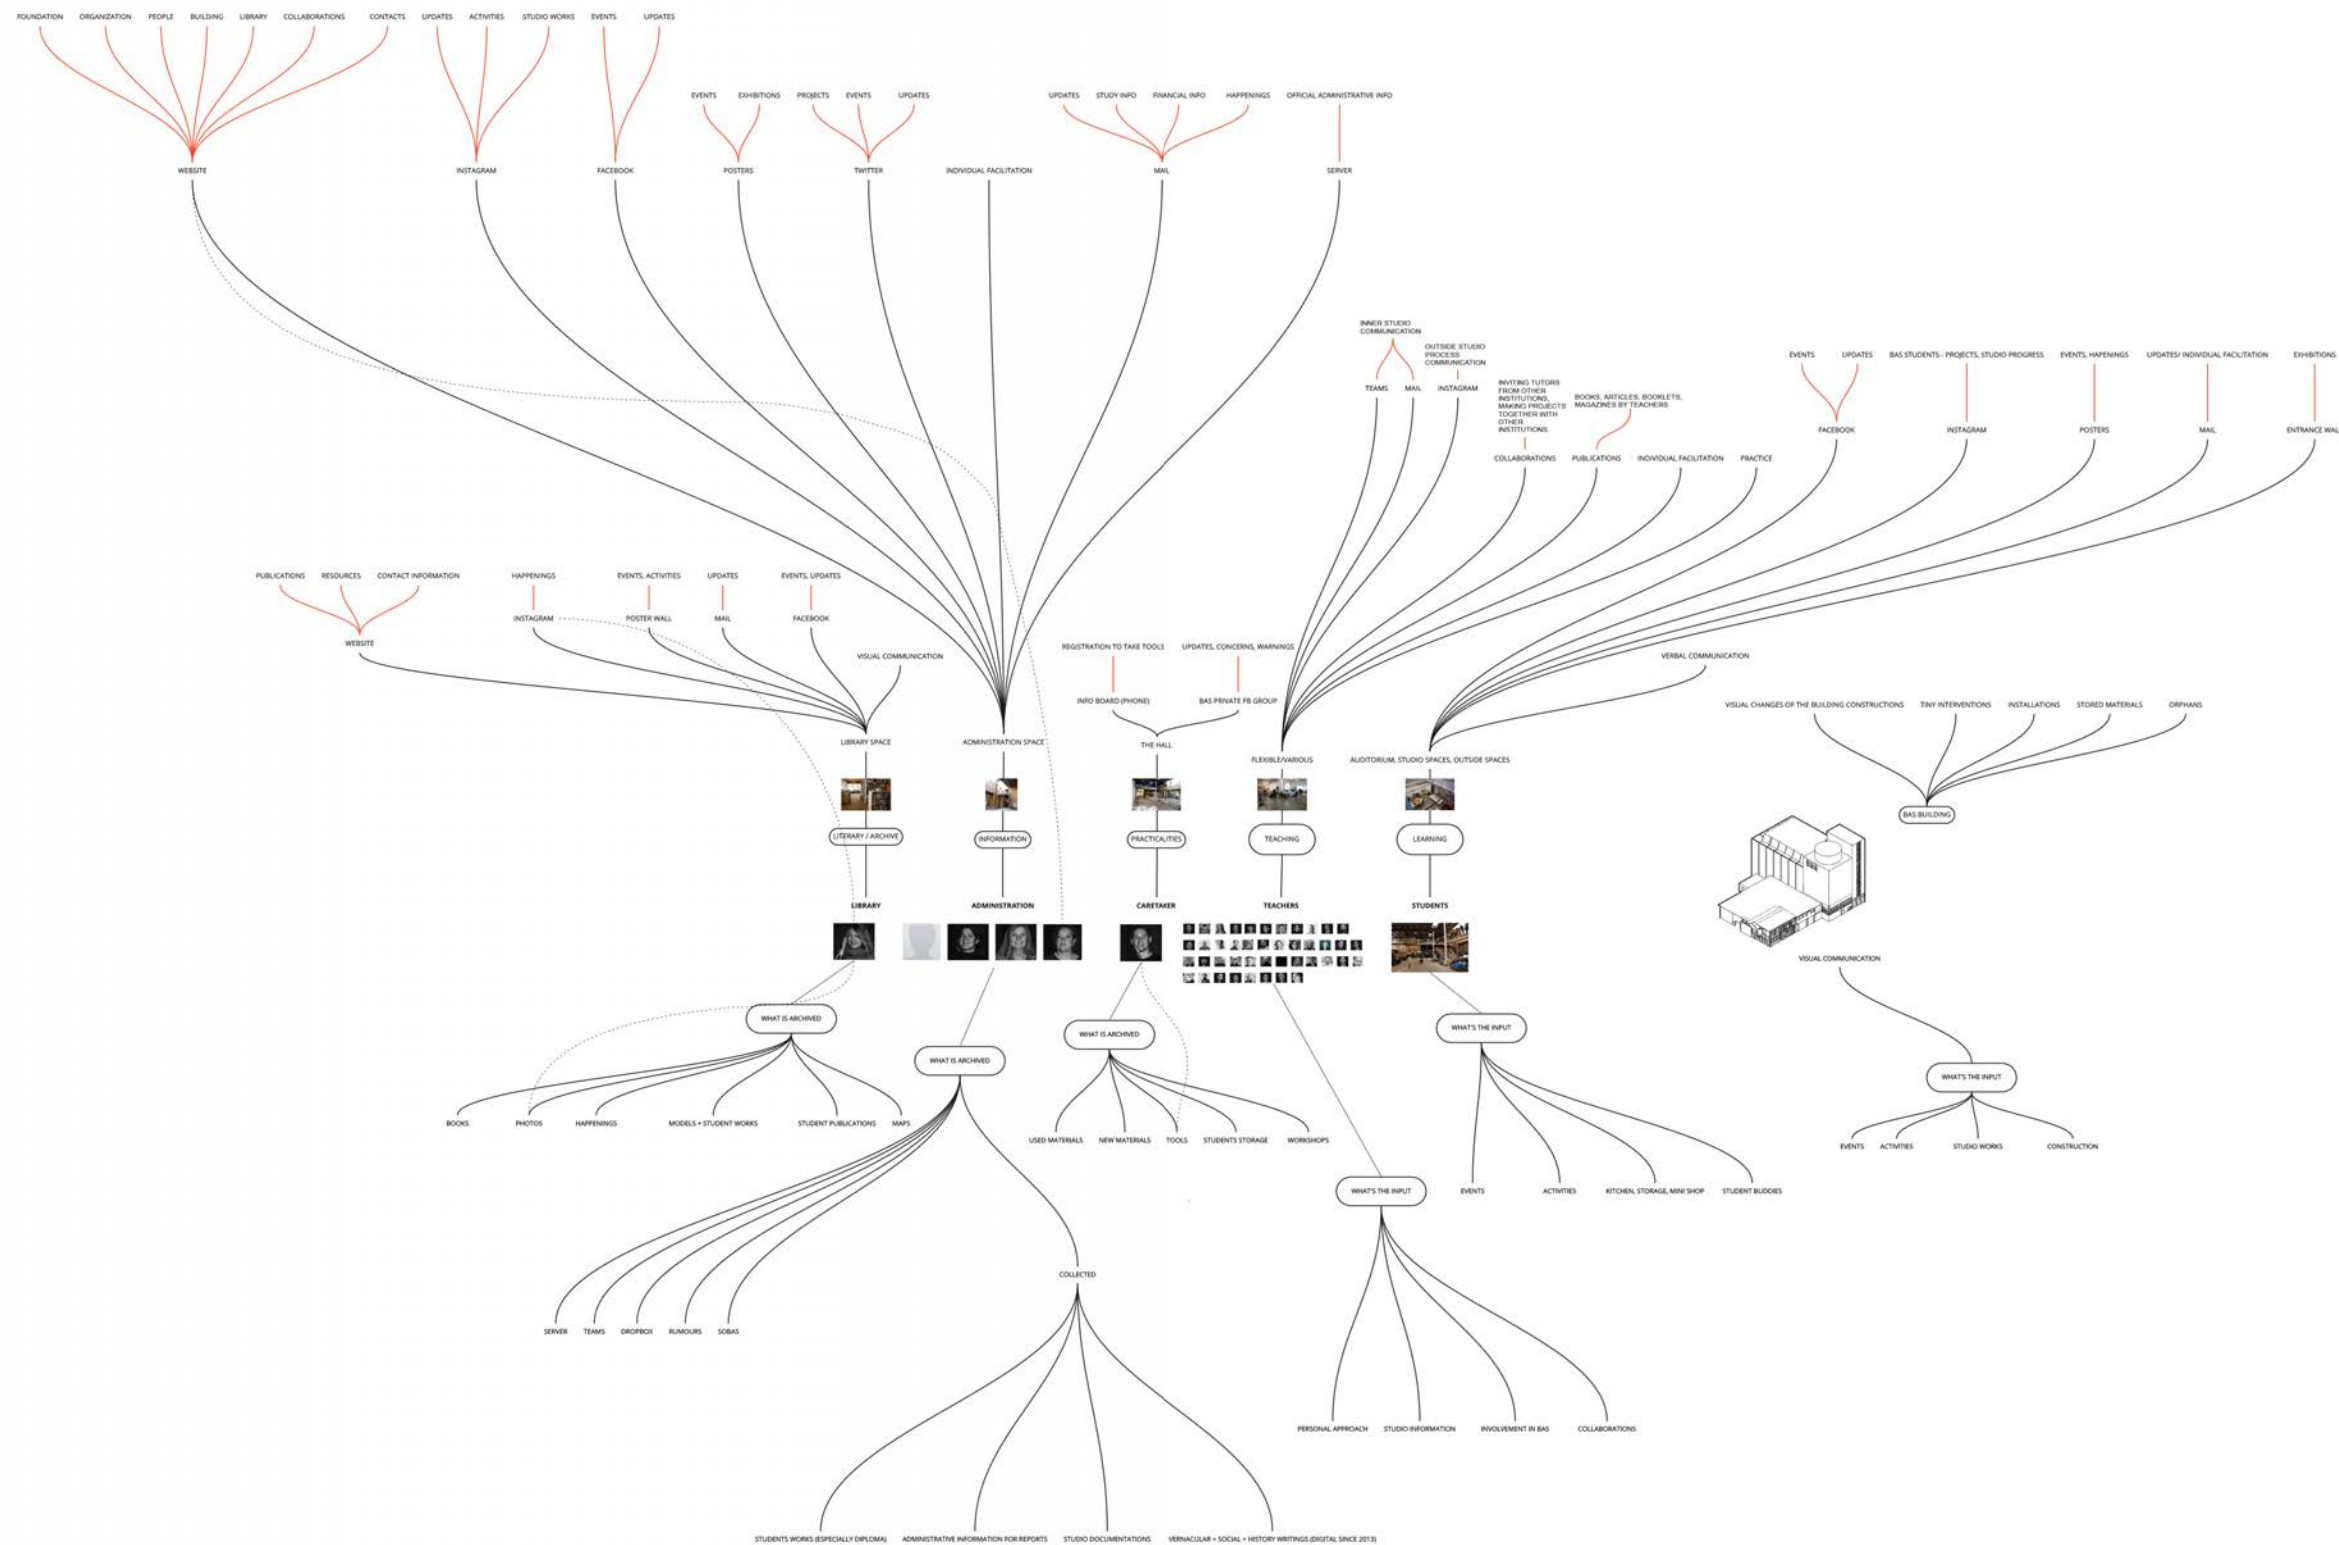 FOUNDATION ORGANIZATION PEOPLE BUILDING LIBRARY COLLABORATIONS CONTACTS UPDATES ACTIVITIES STUDIO WORKS EVENTS UPDATES
EVENTS EXHIBITIONS PROJECTS EVENTS UPDATES UPDATES STUDY INFO FINANCIAL INFO HAPPENINGS OFFICIAL ADMINISTRATIVE INFO
WEBSITE INSTAGRAM FACEBOOK POSTERS TWITTER INDIVIDUAL FACILITATION MAIL SERVER
INNER STUDIO
COMMUNICATION
OUTSIDE STUDIO
PROCESS
COMMUNICATION
EVENTS UPDATES BAS STUDENTS - PROJECTS, STUDIO PROGRESS EVENTS, HAPENINGS UPDATES/ INDIVIDUAL FACILITATION EXHIBITIONS
TEAMS MAIL INSTAGRAM
INVITING TUTORS
FROM OTHER
INSTITUTIONS,
MAKING PROJECTS
TOGETHER WITH
OTHER
INSTITUTIONS.
BOOKS, ARTICLES, BOOKLETS,
MAGAZINES BY TEACHERS
FACEBOOK INSTAGRAM POSTERS MAIL ENTRANCE WAL
COLLABORATIONS PUBLICATIONS INDIVIDUAL FACILITATION PRACTICE
PUBLICATIONS RESOURCES CONTACT INFORMATION HAPPENINGS EVENTS, ACTIVITIES UPDATES EVENTS, UPDATES
INSTAGRAM POSTER WALL MAIL FACEBOOK
WEBSITE
VISUAL COMMUNICATION
REGISTRATION TO TAKE TOOLS UPDATES, CONCERNS, WARNINGS
VERBAL COMMUNICATION
INFO BOARD (PHONE) BAS PRIVATE FB GROUP
VISUAL CHANGES OF THE BUILDING CONSTRUCTIONS TINY INTERVENTIONS INSTALLATIONS STORED MATERIALS ORPHANS
LIBRARY SPACE ADMINISTRATION SPACE THE HALL
FLEXIBLE/VARIOUS AUDITORIUM, STUDIO SPACES, OUTSIDE SPACES
BAS BUILDING
LITERARY / ARCHIVE INFORMATION PRACTICALITIES TEACHING LEARNING
LIBRARY ADMINISTRATION CARETAKER TEACHERS STUDENTS
VISUAL COMMUNICATION
WHAT IS ARCHIVED
WHAT'S THE INPUT
WHAT IS ARCHIVED
WHAT IS ARCHIVED
WHAT'S THE INPUT
BOOKS PHOTOS HAPPENINGS MODELS + STUDENT WORKS STUDENT PUBLICATIONS MAPS
USED MATERIALS NEW MATERIALS TOOLS STUDENTS STORAGE WORKSHOPS
EVENTS ACTIVITIES STUDIO WORKS CONSTRUCTION
WHAT'S THE INPUT
EVENTS ACTIVITIES KITCHEN, STORAGE, MINI SHOP STUDENT BUDDIES
COLLECTED
SERVER TEAMS DROPBOX RUMOURS SOBAS
PERSONAL APPROACH STUDIO INFORMATION INVOLVEMENT IN BAS COLLABORATIONS
STUDENTS WORKS (ESPECIALLY DIPLOMA) ADMINISTRATIVE INFORMATION FOR REPORTS STUDIO DOCUMENTATIONS VERNACULAR + SOCIAL + HISTORY WRITINGS (DIGITAL SINCE 2013)